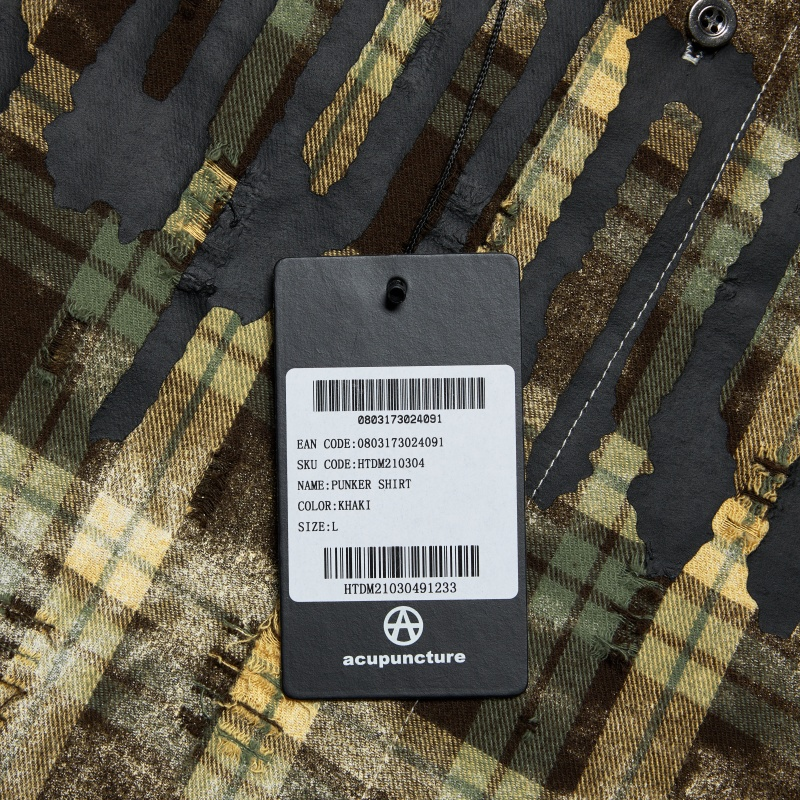 0803173024091
EAN CODE:0803173024091
SKU CODE:HTDM210304
NAME:PUNKER SHIRT
COLOR:KHAKI
SIZE:L
HTDM21030491233
acupuncture